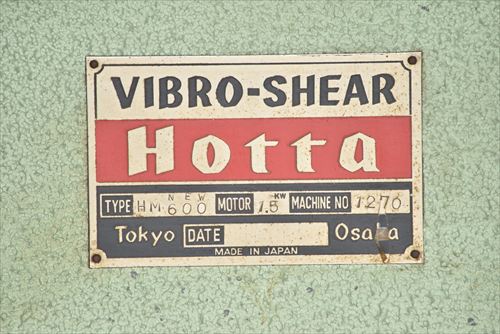 VIBRO-SHEAR
Hotta
TYPE HM NEW 600 MOTOR 1.5 KW MACHINE NO 1270
Tokyo DATE Osaka
MADE IN JAPAN